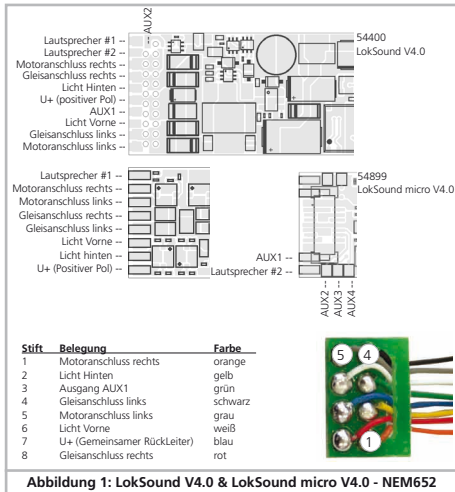 AUX2 --
Lautsprecher #1 --
Lautsprecher #2 --
Motoranschluss rechts --
Gleisanschluss rechts --
Licht Hinten --
U+ (positiver Pol) --
AUX1 --
Licht Vorne --
Gleisanschluss links --
Motoranschluss links --
54400
LokSound V4.0
Lautsprecher #1 --
Motoranschluss rechts --
Motoranschluss links --
Gleisanschluss rechts --
Gleisanschluss links --
Licht Vorne --
Licht hinten --
U+ (Positiver Pol) --
54899
LokSound micro V4.0
AUX1 --
Lautsprecher #2 --
AUX2 --
AUX3 --
AUX4 --
Stift Belegung Farbe
1 Motoranschluss rechts orange
2 Licht Hinten gelb
3 Ausgang AUX1 grün
4 Gleisanschluss links schwarz
5 Motoranschluss links grau
6 Licht Vorne weiß
7 U+ (Gemeinsamer RückLeiter) blau
8 Gleisanschluss rechts rot
5 4
1
Abbildung 1: LokSound V4.0 & LokSound micro V4.0 - NEM652